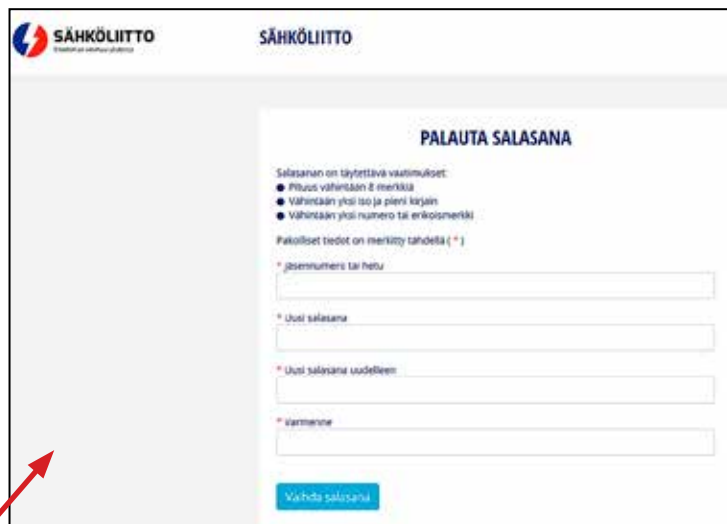 SÄHKÖLIITTO
SÄHKÖLIITTO
PALAUTA SALASANA
Salasanan on täytettävä vaatimukset:
● Pituus vähintään 8 merkkiä
● Vähintään yksi iso ja pieni kirjain
● Vähintään yksi numero tai erikoismerkki
Pakolliset tiedot on merkitty tähdellä ( * )
* Jäsennumero tai hetu
* Uusi salasana
* Uusi salasana uudelleen
* Varmenne
Vaihda salasana